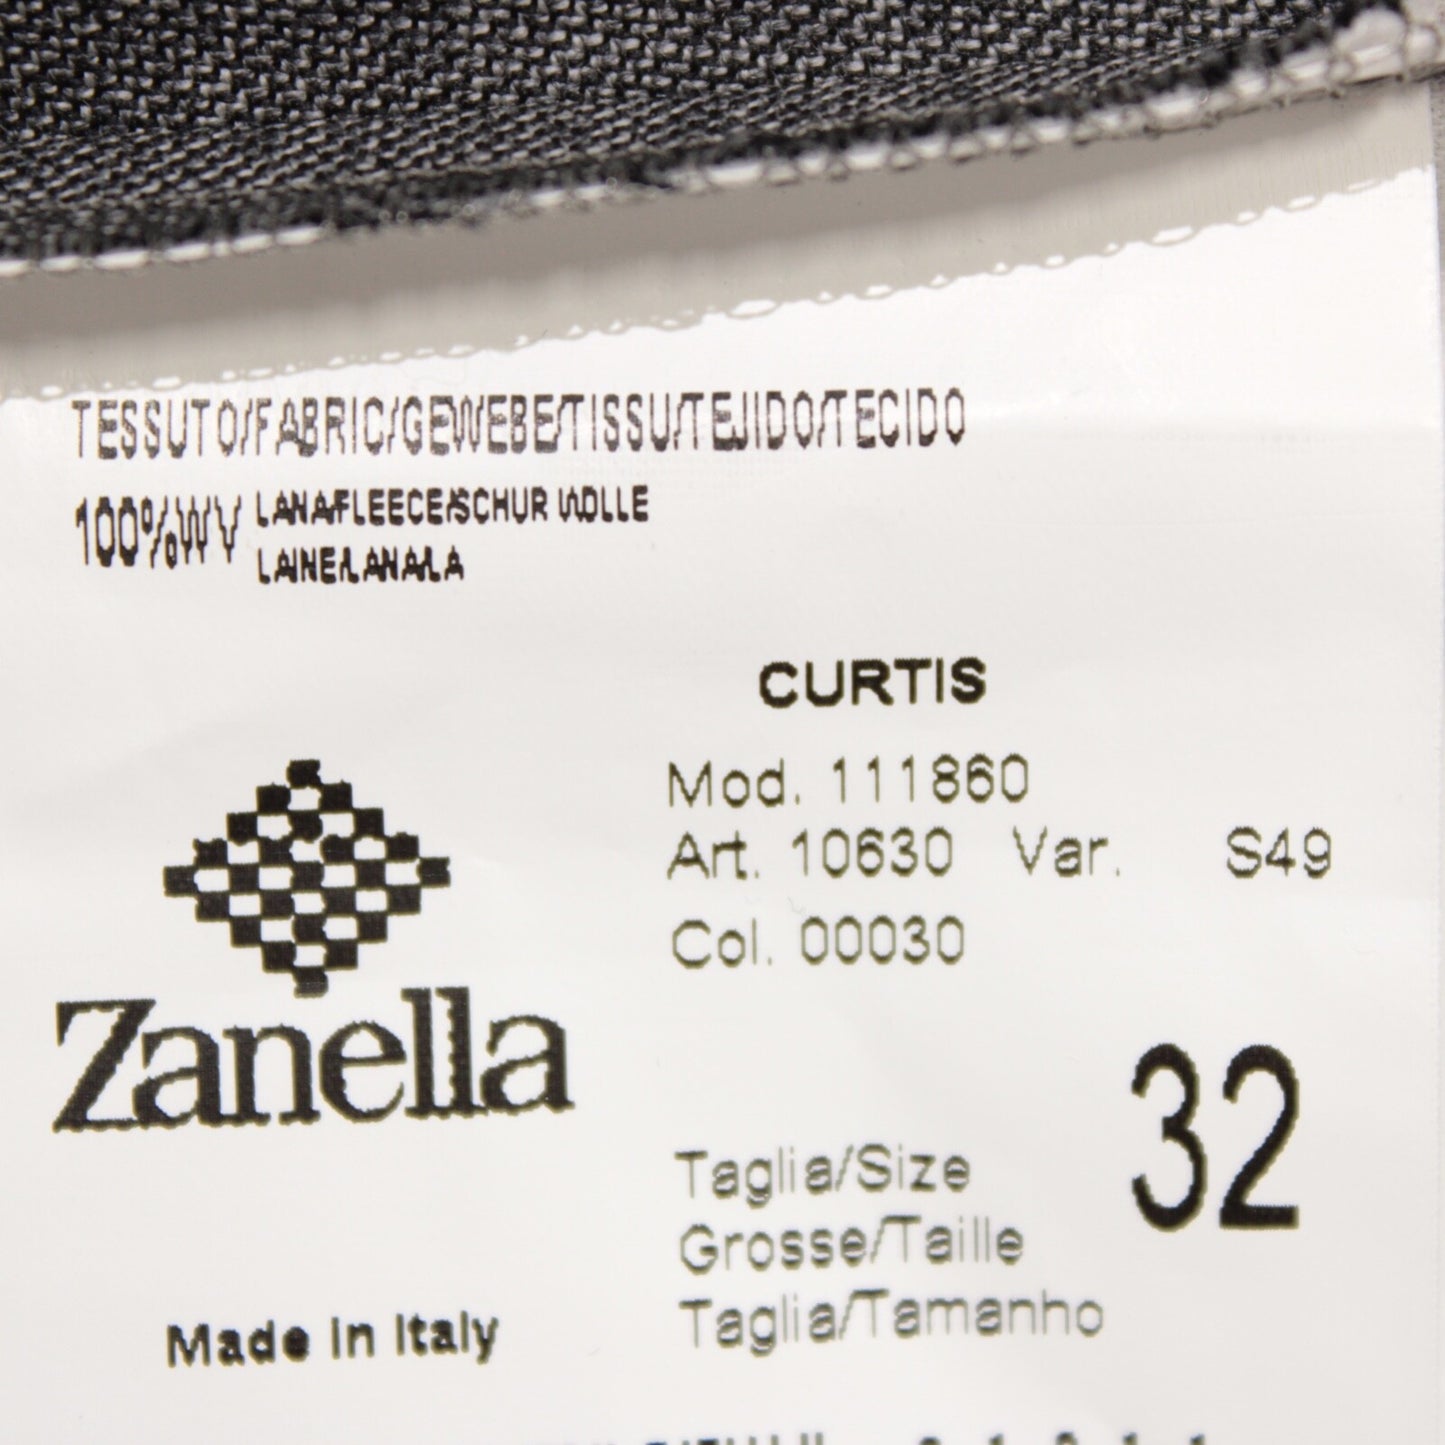 TESSUTO/FABRIC/GEWEBE/TISSU/TEJIDO/TECIDO
100%WV LANA/FLEECE/SCHUR WOLLE
LAINE/LANA/LA
CURTIS
Mod. 111860
Art. 10630 Var. S49
Col. 00030
Zanella
32
Taglia/Size
Grosse/Taille
Taglia/Tamanho
Made in Italy